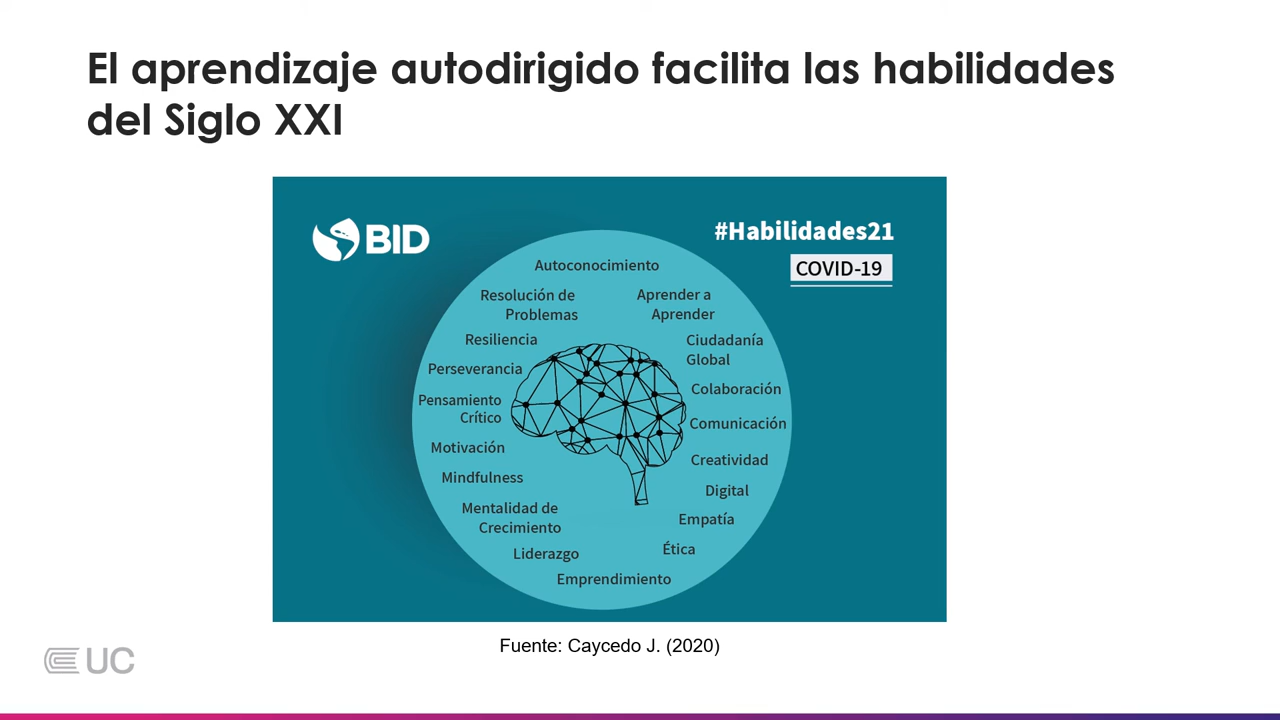 El aprendizaje autodirigido facilita las habilidades
del Siglo XXI
BID
#Habilidades21
COVID-19
Autoconocimiento
Resolución de
Problemas
Aprender a
Aprender
Resiliencia
Ciudadanía
Global
Perseverancia
Colaboración
Pensamiento
Crítico
Comunicación
Motivación
Creatividad
Mindfulness
Digital
Mentalidad de
Crecimiento
Empatía
Liderazgo
Ética
Emprendimiento
Fuente: Caycedo J. (2020)
UC